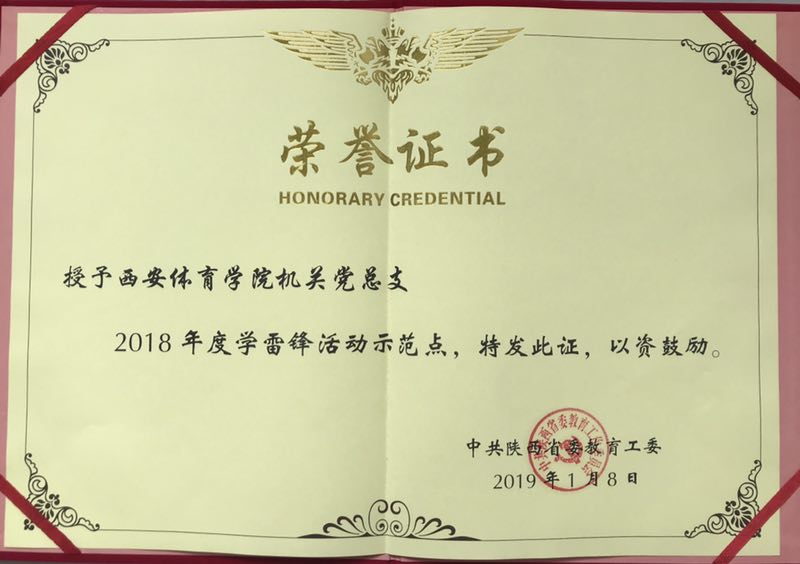 荣誉证书
HONORARY CREDENTIAL
授予西安体育学院机关党总支
2018年度学雷锋活动示范点，特发此证，以资鼓励。
中共陕西省委教育工委
2019年1月8日